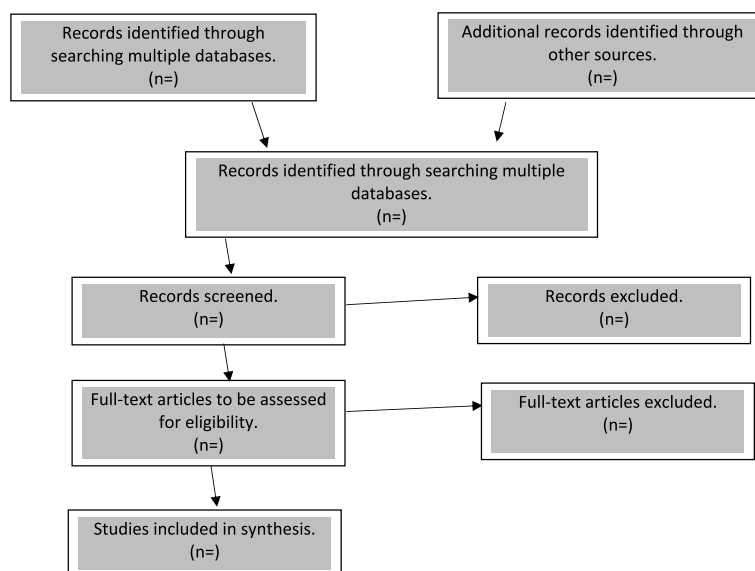 Records identified through
searching multiple databases.
(n=)
Additional records identified through
other sources.
(n=)
Records identified through searching multiple
databases.
(n=)
Records screened.
(n=)
Records excluded.
(n=)
Full-text articles to be assessed
for eligibility.
(n=)
Full-text articles excluded.
(n=)
Studies included in synthesis.
(n=)